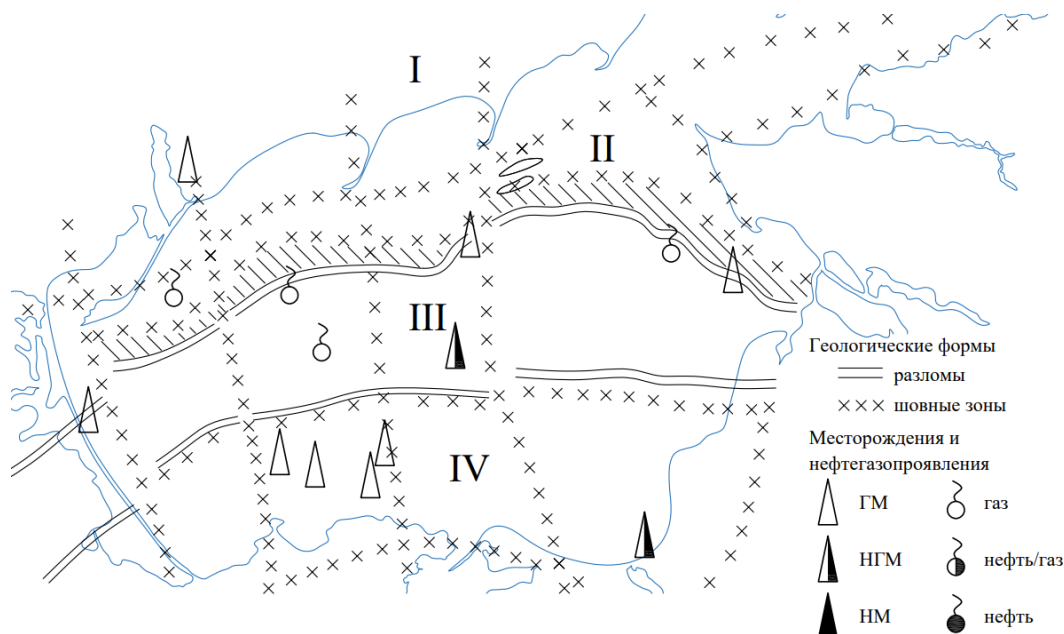 I
II
III
IV
Геологические формы
разломы
шовные зоны
Месторождения и
нефтегазопроявления
ГМ
газ
НГМ
нефть/газ
НМ
нефть